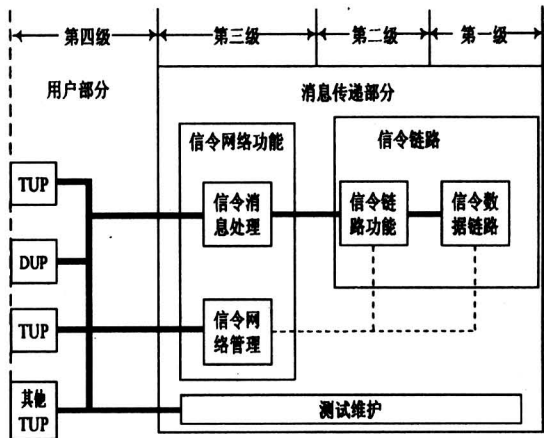 第四级 第三级 第二级 第一级
用户部分 消息传递部分
信令网络功能 信令链路
TUP
信令消
息处理
信令链
路功能
信令数
据链路
DUP
TUP
信令网
络管理
其他
TUP
测试维护